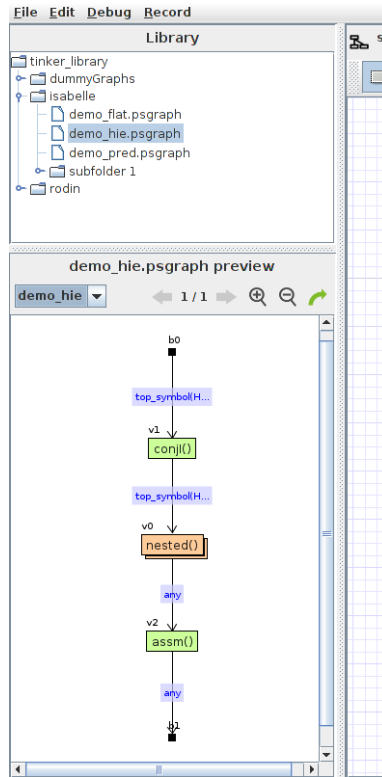 File Edit Debug Record
Library
tinker_library
dummyGraphs
isabelle
demo_flat.psgraph
demo_hie.psgraph
demo_pred.psgraph
subfolder 1
rodin
demo_hie.psgraph preview
demo_hie 1 / 1
b0
top_symbol(H...
v1
conjI()
top_symbol(H...
v0
nested()
any
v2
assm()
any
b1